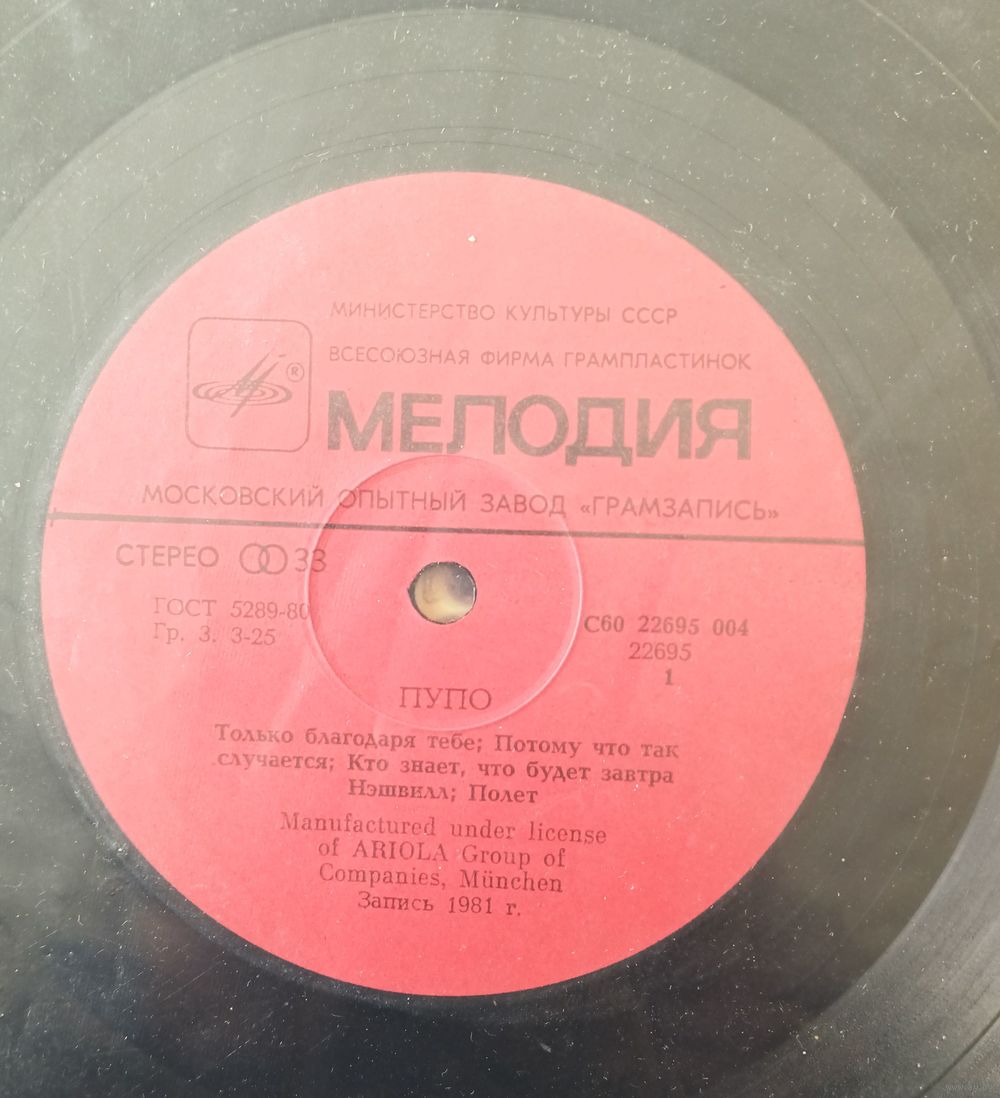 МИНИСТЕРСТВО КУЛЬТУРЫ СССР
ВСЕСОЮЗНАЯ ФИРМА ГРАМПЛАСТИНОК
®
МЕЛОДИЯ
МОСКОВСКИЙ ОПЫТНЫЙ ЗАВОД «ГРАМЗАПИСЬ»
СТЕРЕО 33
ГОСТ 5289-80
Гр. 3. 3-25
С60 22695 004
22695
1
ПУПО
Только благодаря тебе; Потому что так
случается; Кто знает, что будет завтра
Нэшвилл; Полет
Manufactured under license
of ARIOLA Group of
Companies, München
Запись 1981 г.